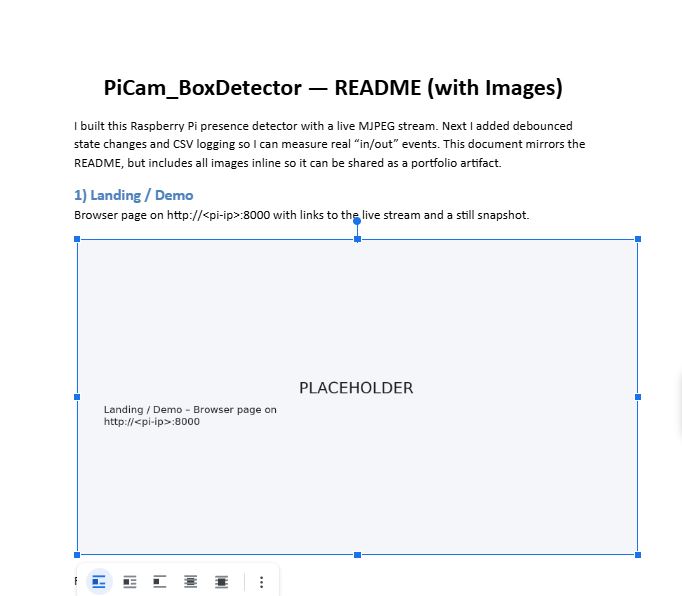 PiCam_BoxDetector — README (with Images)
I built this Raspberry Pi presence detector with a live MJPEG stream. Next I added debounced
state changes and CSV logging so I can measure real “in/out” events. This document mirrors the
README, but includes all images inline so it can be shared as a portfolio artifact.
1) Landing / Demo
Browser page on http://<pi-ip>:8000 with links to the live stream and a still snapshot.
PLACEHOLDER
Landing / Demo – Browser page on
http://<pi-ip>:8000